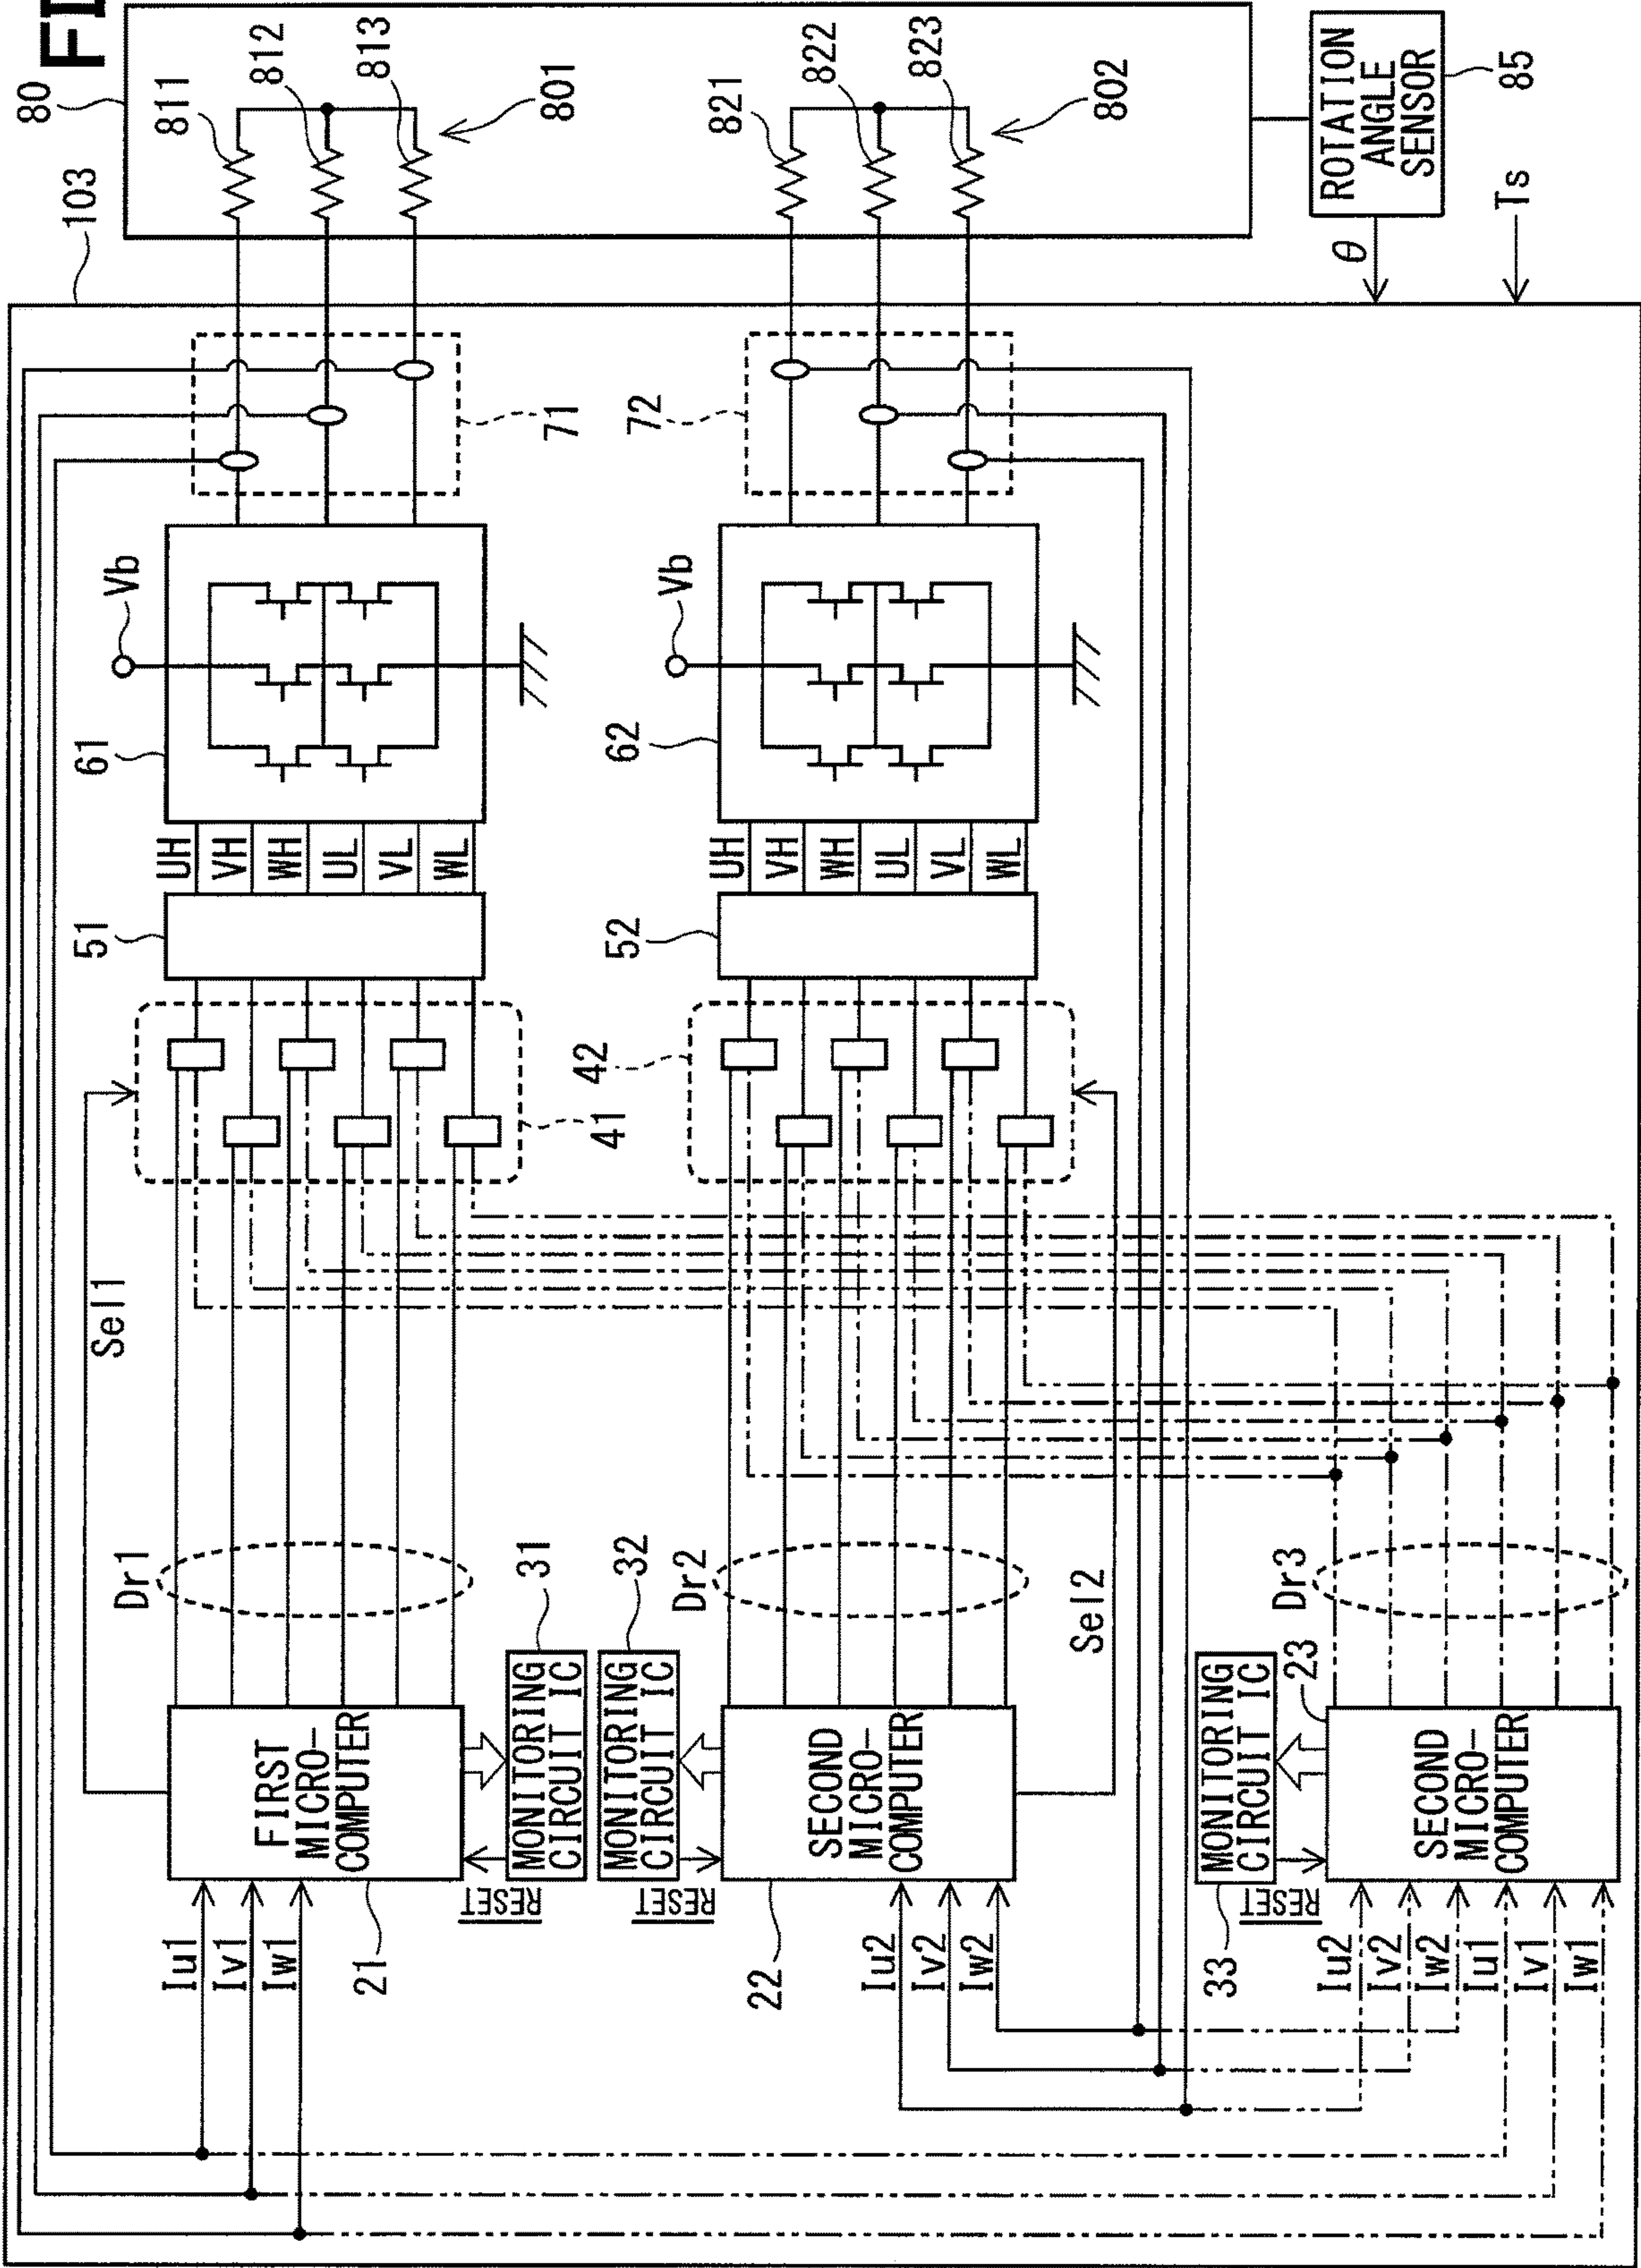 FI
80
811
812
813
801
821
822
823
802
ROTATION
ANGLE
SENSOR
85
103
θ
Ts
71
72
Vb
Vb
61
62
UH
VH
WH
UL
VL
WL
UH
VH
WH
UL
VL
WL
51
52
41
42
Sel1
Dr1
31
32
Dr2
Sel2
Dr3
23
FIRST
MICRO-
COMPUTER
MONITORING
CIRCUIT IC
MONITORING
CIRCUIT IC
SECOND
MICRO-
COMPUTER
MONITORING
CIRCUIT IC
SECOND
MICRO-
COMPUTER
RESET
RESET
RESET
Iu1
Iv1
Iw1
21
22
Iu2
Iv2
Iw2
33
Iu2
Iv2
Iw2
Iu1
Iv1
Iw1